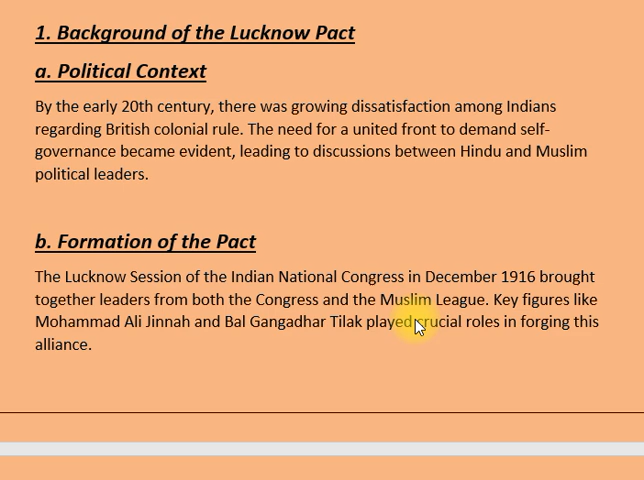 1. Background of the Lucknow Pact
a. Political Context
By the early 20th century, there was growing dissatisfaction among Indians
regarding British colonial rule. The need for a united front to demand self-
governance became evident, leading to discussions between Hindu and Muslim
political leaders.
b. Formation of the Pact
The Lucknow Session of the Indian National Congress in December 1916 brought
together leaders from both the Congress and the Muslim League. Key figures like
Mohammad Ali Jinnah and Bal Gangadhar Tilak played crucial roles in forging this
alliance.